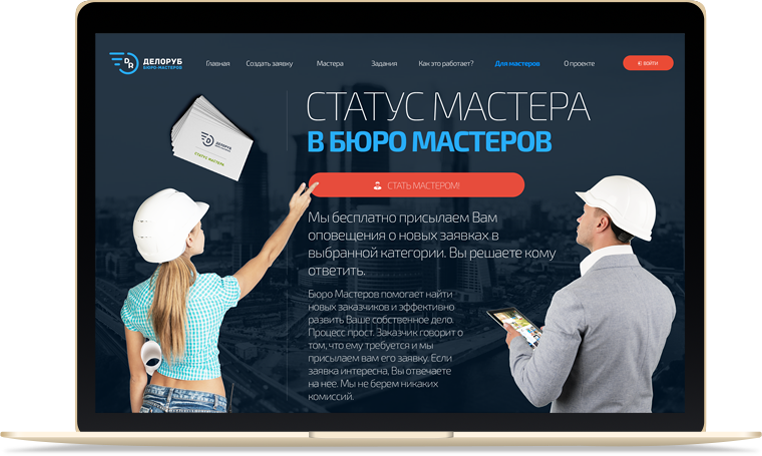 DR
ДЕЛОРУБ
БЮРО-МАСТЕРОВ
Главная Создать заявку Мастера Задания Как это работает? Для мастеров О проекте ВОЙТИ
СТАТУС МАСТЕРА
В БЮРО МАСТЕРОВ
СТАТЬ МАСТЕРОМ!
Мы бесплатно присылаем Вам
оповещения о новых заявках в
выбранной категории. Вы решаете кому
ответить.
Бюро Мастеров помогает найти
новых заказчиков и эффективно
развить Ваше собственное дело.
Процесс прост. Заказчик говорит о
том, что ему требуется и мы
присылаем вам его заявку. Если
заявка интересна, Вы отвечаете
на нее. Мы не берем никаких
комиссий.
ДЕЛОРУБ